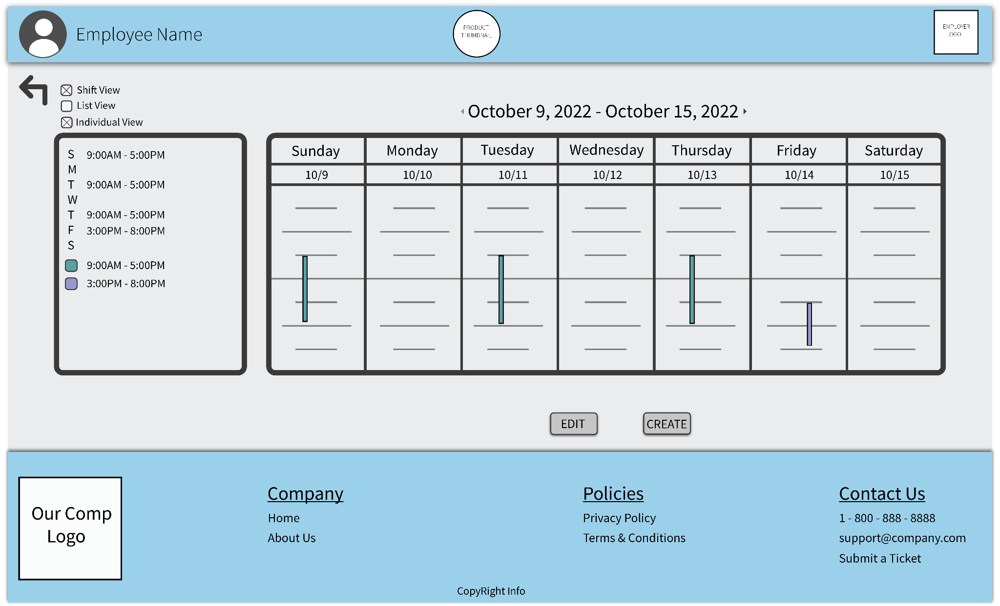 Employee Name
PRODUCT
THUMBNAIL
EMPLOYER
LOGO
Shift View
List View
Individual View
October 9, 2022 - October 15, 2022
S 9:00AM - 5:00PM
M
T 9:00AM - 5:00PM
W
T 9:00AM - 5:00PM
F 3:00PM - 8:00PM
S
9:00AM - 5:00PM
3:00PM - 8:00PM
Sunday Monday Tuesday Wednesday Thursday Friday Saturday
10/9 10/10 10/11 10/12 10/13 10/14 10/15
EDIT CREATE
Our Comp
Logo
Company
Home
About Us
Policies
Privacy Policy
Terms & Conditions
Contact Us
1 - 800 - 888 - 8888
support@company.com
Submit a Ticket
CopyRight Info